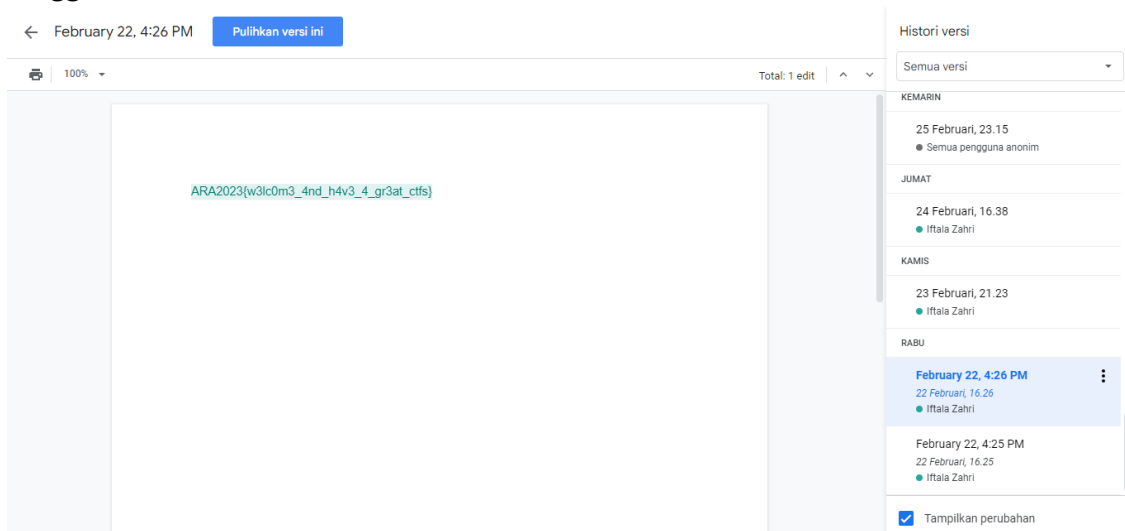 ← February 22, 4:26 PM Pulihkan versi ini
100%
Total: 1 edit
ARA2023{w3lc0m3_4nd_h4v3_4_gr3at_ctfs}
Histori versi
Semua versi
KEMARIN
25 Februari, 23.15
Semua pengguna anonim
JUMAT
24 Februari, 16.38
Iftala Zahri
KAMIS
23 Februari, 21.23
Iftala Zahri
RABU
February 22, 4:26 PM
22 Februari, 16.26
Iftala Zahri
February 22, 4:25 PM
22 Februari, 16.25
Iftala Zahri
Tampilkan perubahan